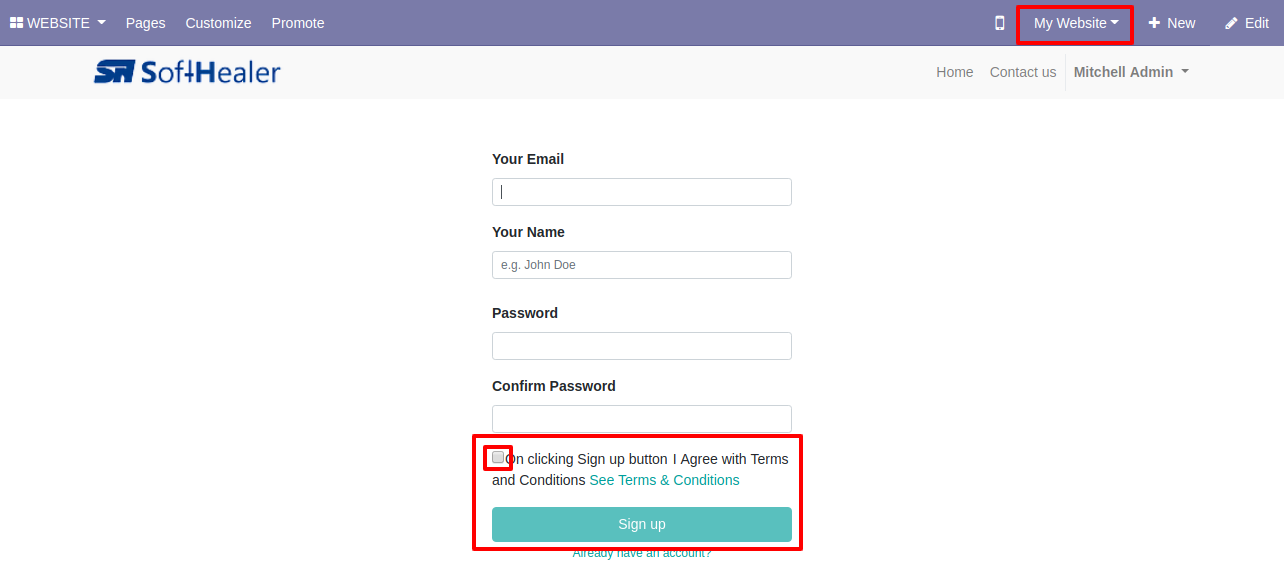 WEBSITE Pages Customize Promote My Website New Edit
SoftHealer Home Contact us Mitchell Admin
Your Email
Your Name
e.g. John Doe
Password
Confirm Password
On clicking Sign up button I Agree with Terms
and Conditions See Terms & Conditions
Sign up
Already have an account?